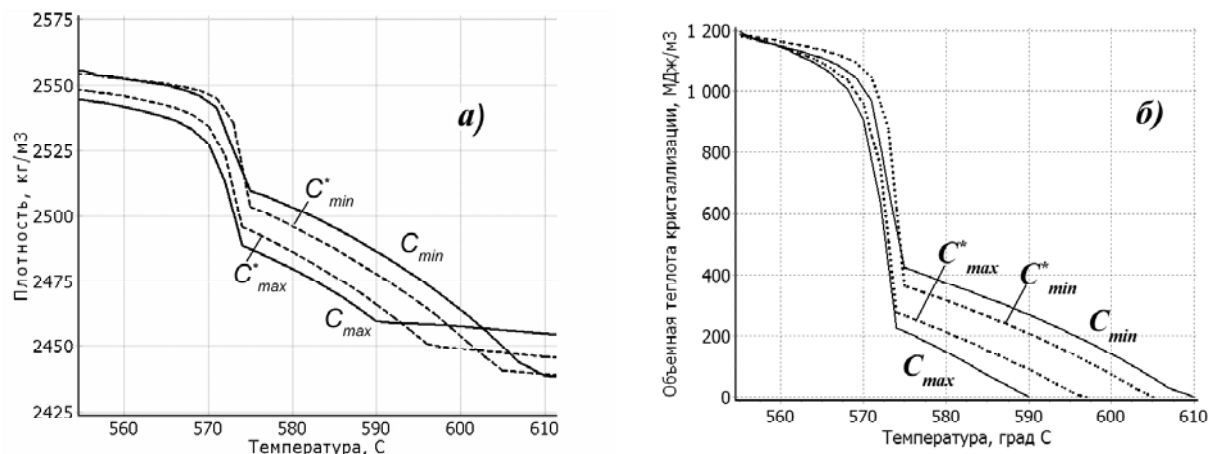 2575
2550
2525
2500
2475
2450
2425
Плотность, кг/м3
а)
C*min
Cmin
C*max
Cmax
560 570 580 590 600 610
Температура, С
1 200
1 000
800
600
400
200
0
Объемная теглота кристаллизации, МДж/м3
б)
C*max
C*min
Cmin
Cmax
560 570 580 590 600 610
Температура, град С